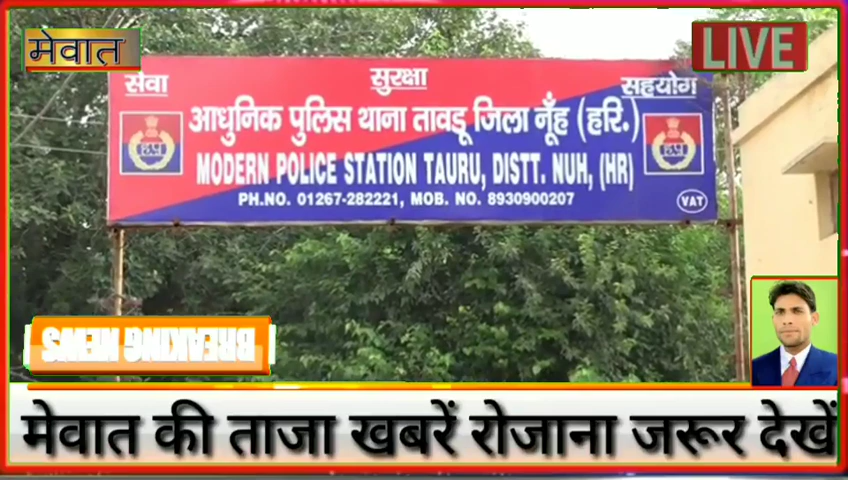 मेवात
LIVE
सेवा सुरक्षा सहयोग
आधुनिक पुलिस थाना तावडू जिला नूँह (हरि.)
MODERN POLICE STATION TAURU, DISTT. NUH, (HR)
PH.NO. 01267-282221, MOB. NO. 8930900207
VAT
BREAKING NEWS
मेवात की ताजा खबरें रोजाना जरूर देखें